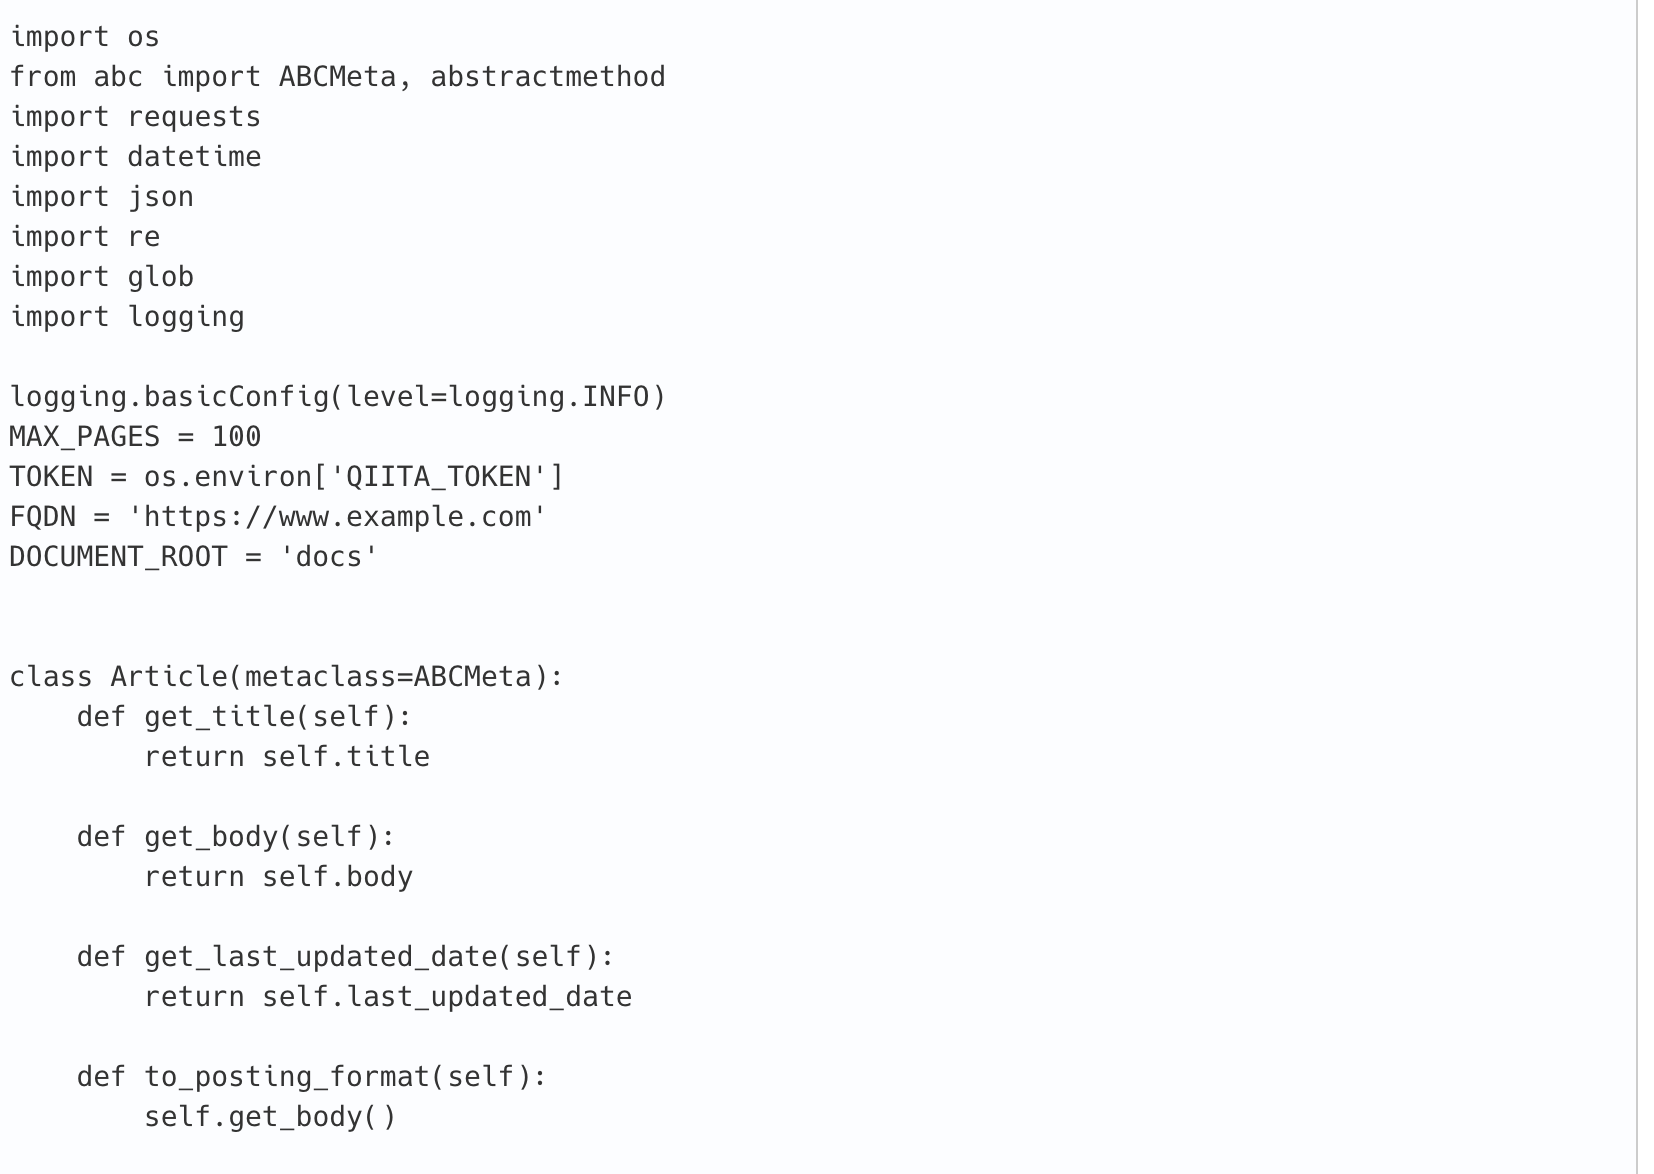 import os
from abc import ABCMeta, abstractmethod
import requests
import datetime
import json
import re
import glob
import logging

logging.basicConfig(level=logging.INFO)
MAX_PAGES = 100
TOKEN = os.environ['QIITA_TOKEN']
FQDN = 'https://www.example.com'
DOCUMENT_ROOT = 'docs'


class Article(metaclass=ABCMeta):
    def get_title(self):
        return self.title

    def get_body(self):
        return self.body

    def get_last_updated_date(self):
        return self.last_updated_date

    def to_posting_format(self):
        self.get_body()